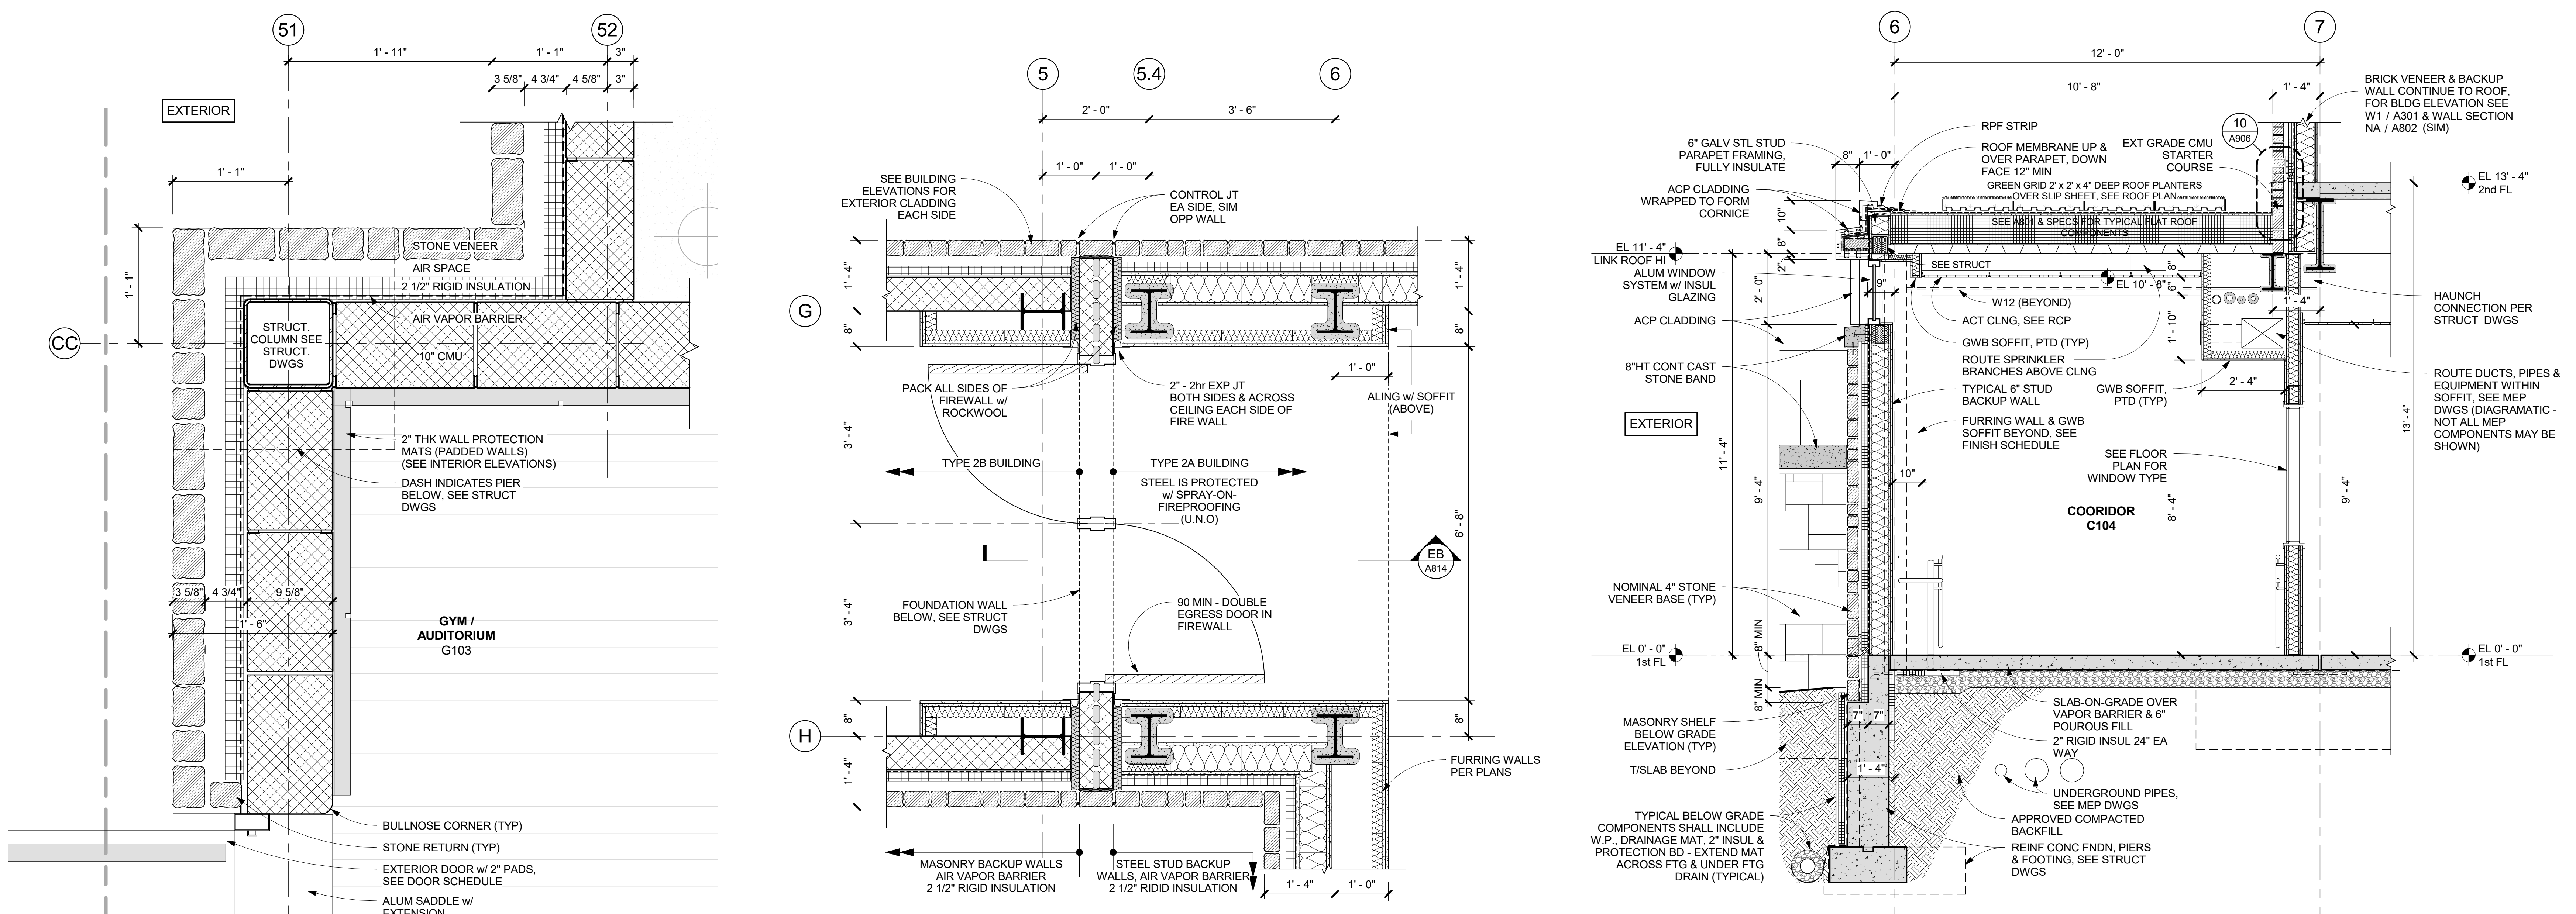 51
52
1' - 11"
1' - 1"
3"
3 5/8"
4 3/4"
4 5/8"
3"
EXTERIOR
1' - 1"
1' - 1"
STONE VENEER
AIR SPACE
2 1/2" RIGID INSULATION
AIR VAPOR BARRIER
CC
STRUCT.
COLUMN SEE
STRUCT.
DWGS
10" CMU
2" THK WALL PROTECTION
MATS (PADDED WALLS)
(SEE INTERIOR ELEVATIONS)
DASH INDICATES PIER
BELOW, SEE STRUCT
DWGS
3 5/8"
4 3/4"
9 5/8"
1' - 6"
GYM /
AUDITORIUM
G103
BULLNOSE CORNER (TYP)
STONE RETURN (TYP)
EXTERIOR DOOR w/ 2" PADS,
SEE DOOR SCHEDULE
ALUM SADDLE w/
EXTENSION
5
5.4
6
2' - 0"
3' - 6"
1' - 0"
1' - 0"
SEE BUILDING
ELEVATIONS FOR
EXTERIOR CLADDING
EACH SIDE
CONTROL JT
EA SIDE, SIM
OPP WALL
1' - 4"
1' - 4"
G
8"
8"
1' - 0"
PACK ALL SIDES OF
FIREWALL w/
ROCKWOOL
2" - 2hr EXP JT
BOTH SIDES & ACROSS
CEILING EACH SIDE OF
FIRE WALL
ALING w/ SOFFIT
(ABOVE)
3' - 4"
TYPE 2B BUILDING
TYPE 2A BUILDING
STEEL IS PROTECTED
w/ SPRAY-ON-
FIREPROOFING
(U.N.O)
6' - 8"
EB
A814
3' - 4"
FOUNDATION WALL
BELOW, SEE STRUCT
DWGS
90 MIN - DOUBLE
EGRESS DOOR IN
FIREWALL
H
8"
8"
1' - 4"
FURRING WALLS
PER PLANS
MASONRY BACKUP WALLS
AIR VAPOR BARRIER
2 1/2" RIGID INSULATION
STEEL STUD BACKUP
WALLS, AIR VAPOR BARRIER
2 1/2" RIDID INSULATION
1' - 4"
1' - 0"
6
7
12' - 0"
10' - 8"
1' - 4"
BRICK VENEER & BACKUP
WALL CONTINUE TO ROOF,
FOR BLDG ELEVATION SEE
W1 / A301 & WALL SECTION
NA / A802 (SIM)
10
A906
6" GALV STL STUD
PARAPET FRAMING,
FULLY INSULATE
8"
1' - 0"
RPF STRIP
ROOF MEMBRANE UP &
OVER PARAPET, DOWN
FACE 12" MIN
EXT GRADE CMU
STARTER
COURSE
GREEN GRID 2' x 2' x 4" DEEP ROOF PLANTERS
OVER SLIP SHEET, SEE ROOF PLAN
EL 13' - 4"
2nd FL
ACP CLADDING
WRAPPED TO FORM
CORNICE
10"
8"
2"
SEE A801 & SPECS FOR TYPICAL FLAT ROOF
COMPONENTS
EL 11' - 4"
LINK ROOF HI
ALUM WINDOW
SYSTEM w/ INSUL
GLAZING
SEE STRUCT
8"
EL 10' - 8"
6"
9"
2' - 0"
W12 (BEYOND)
1' - 4"
HAUNCH
CONNECTION PER
STRUCT DWGS
ACP CLADDING
ACT CLNG, SEE RCP
1' - 10"
GWB SOFFIT, PTD (TYP)
8"HT CONT CAST
STONE BAND
ROUTE SPRINKLER
BRANCHES ABOVE CLNG
TYPICAL 6" STUD
BACKUP WALL
GWB SOFFIT,
PTD (TYP)
2' - 4"
ROUTE DUCTS, PIPES &
EQUIPMENT WITHIN
SOFFIT, SEE MEP
DWGS (DIAGRAMATIC -
NOT ALL MEP
COMPONENTS MAY BE
SHOWN)
EXTERIOR
FURRING WALL & GWB
SOFFIT BEYOND, SEE
FINISH SCHEDULE
13' - 4"
SEE FLOOR
PLAN FOR
WINDOW TYPE
11' - 4"
9' - 4"
10"
8' - 4"
9' - 4"
COORIDOR
C104
NOMINAL 4" STONE
VENEER BASE (TYP)
8" MIN
EL 0' - 0"
1st FL
EL 0' - 0"
1st FL
8" MIN
MASONRY SHELF
BELOW GRADE
ELEVATION (TYP)
7"
7"
SLAB-ON-GRADE OVER
VAPOR BARRIER & 6"
POUROUS FILL
2" RIGID INSUL 24" EA
WAY
T/SLAB BEYOND
1' - 4"
UNDERGROUND PIPES,
SEE MEP DWGS
APPROVED COMPACTED
BACKFILL
TYPICAL BELOW GRADE
COMPONENTS SHALL INCLUDE
W.P., DRAINAGE MAT, 2" INSUL &
PROTECTION BD - EXTEND MAT
ACROSS FTG & UNDER FTG
DRAIN (TYPICAL)
REINF CONC FNDN, PIERS
& FOOTING, SEE STRUCT
DWGS